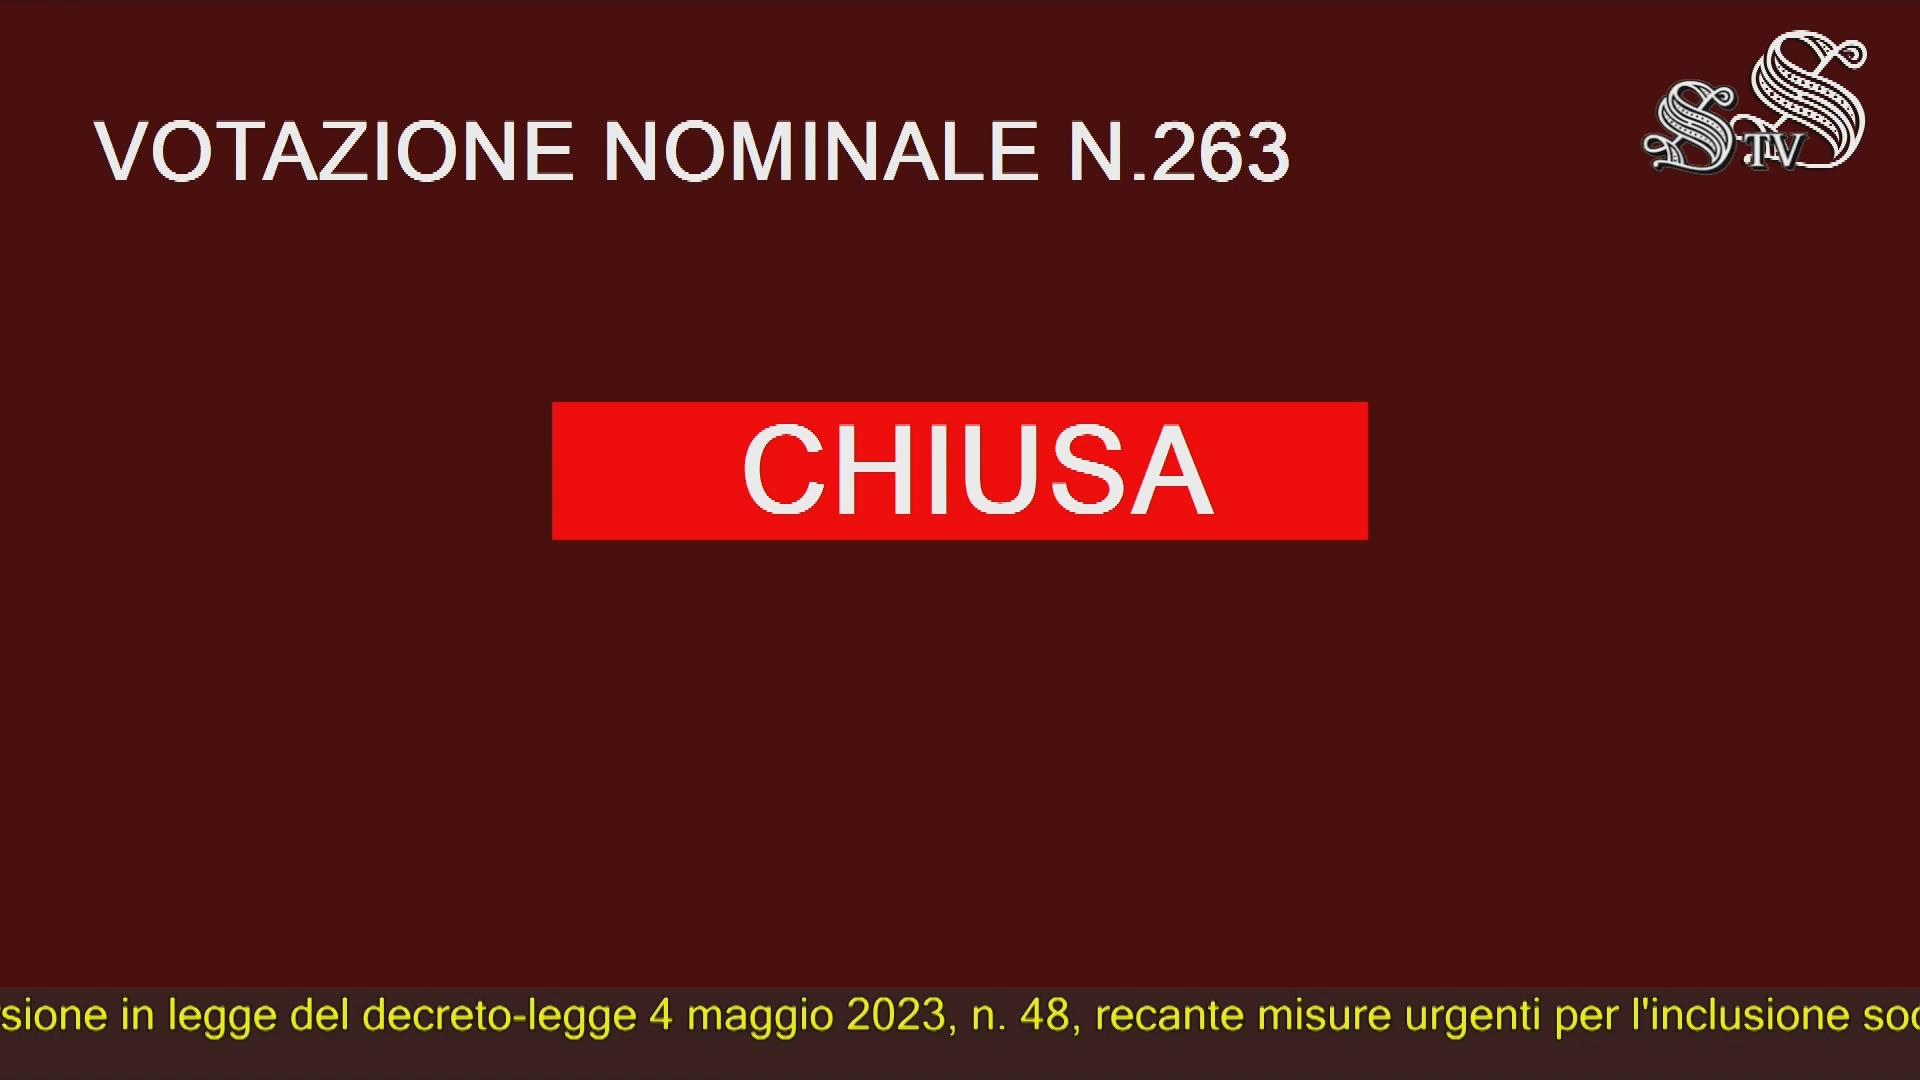 VOTAZIONE NOMINALE N.263
S TV S
CHIUSA
sione in legge del decreto-legge 4 maggio 2023, n. 48, recante misure urgenti per l'inclusione soc